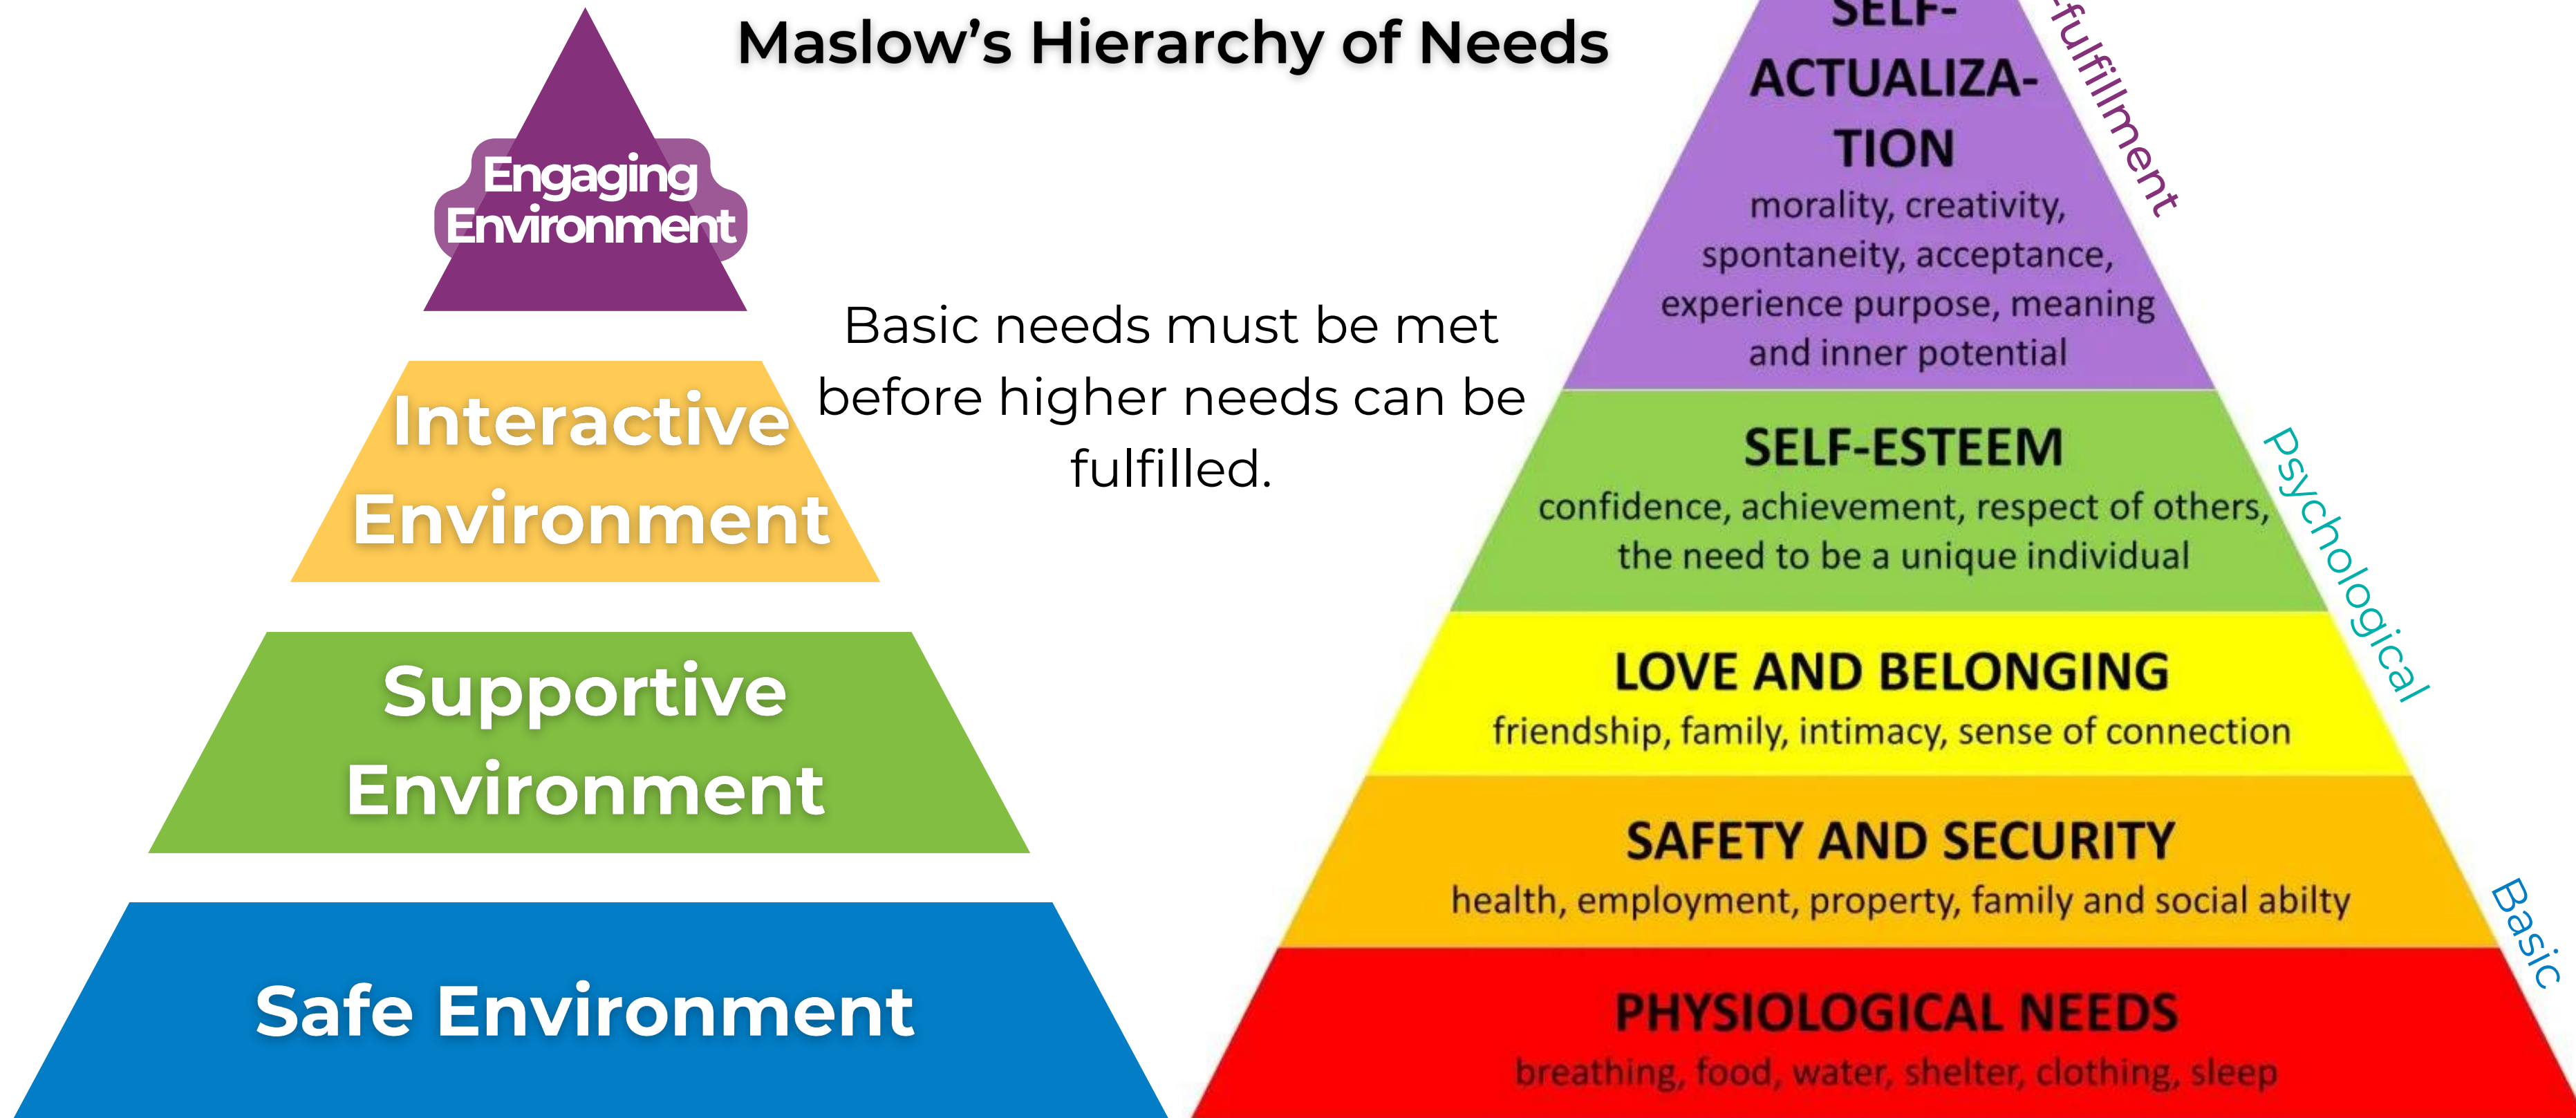 Maslow's Hierarchy of Needs
Engaging
Environment
Interactive
Environment
Supportive
Environment
Safe Environment
Basic needs must be met
before higher needs can be
fulfilled.
SELF-
ACTUALIZA-
TION
morality, creativity,
spontaneity, acceptance,
experience purpose, meaning
and inner potential
SELF-ESTEEM
confidence, achievement, respect of others,
the need to be a unique individual
LOVE AND BELONGING
friendship, family, intimacy, sense of connection
SAFETY AND SECURITY
health, employment, property, family and social abilty
PHYSIOLOGICAL NEEDS
breathing, food, water, shelter, clothing, sleep
-fulfillment
Psychological
Basic